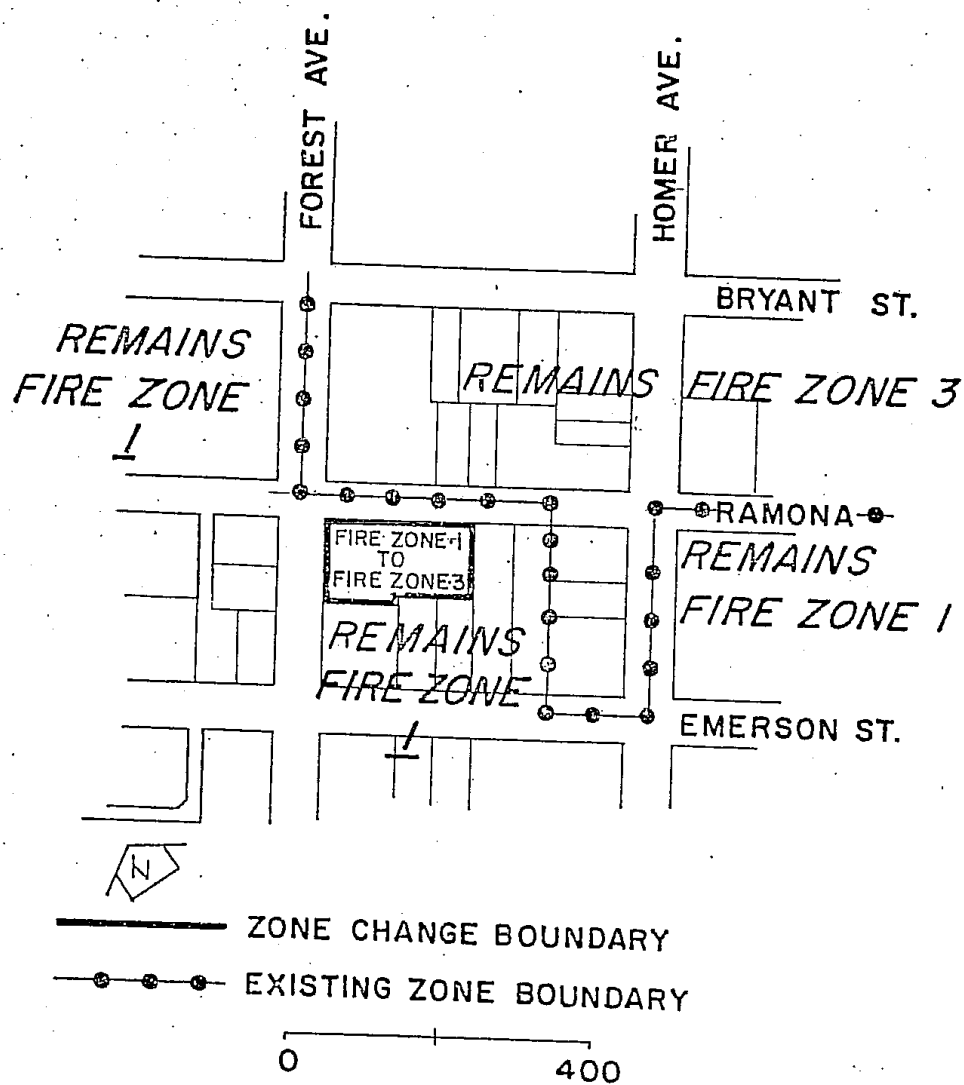 FOREST AVE.
HOMER AVE.
BRYANT ST.
REMAINS
FIRE ZONE
1
REMAINS FIRE ZONE 3
RAMONA
FIRE ZONE 1
TO
FIRE ZONE 3
REMAINS
FIRE ZONE 1
REMAINS
FIRE ZONE
1
EMERSON ST.
N
ZONE CHANGE BOUNDARY
EXISTING ZONE BOUNDARY
0 400